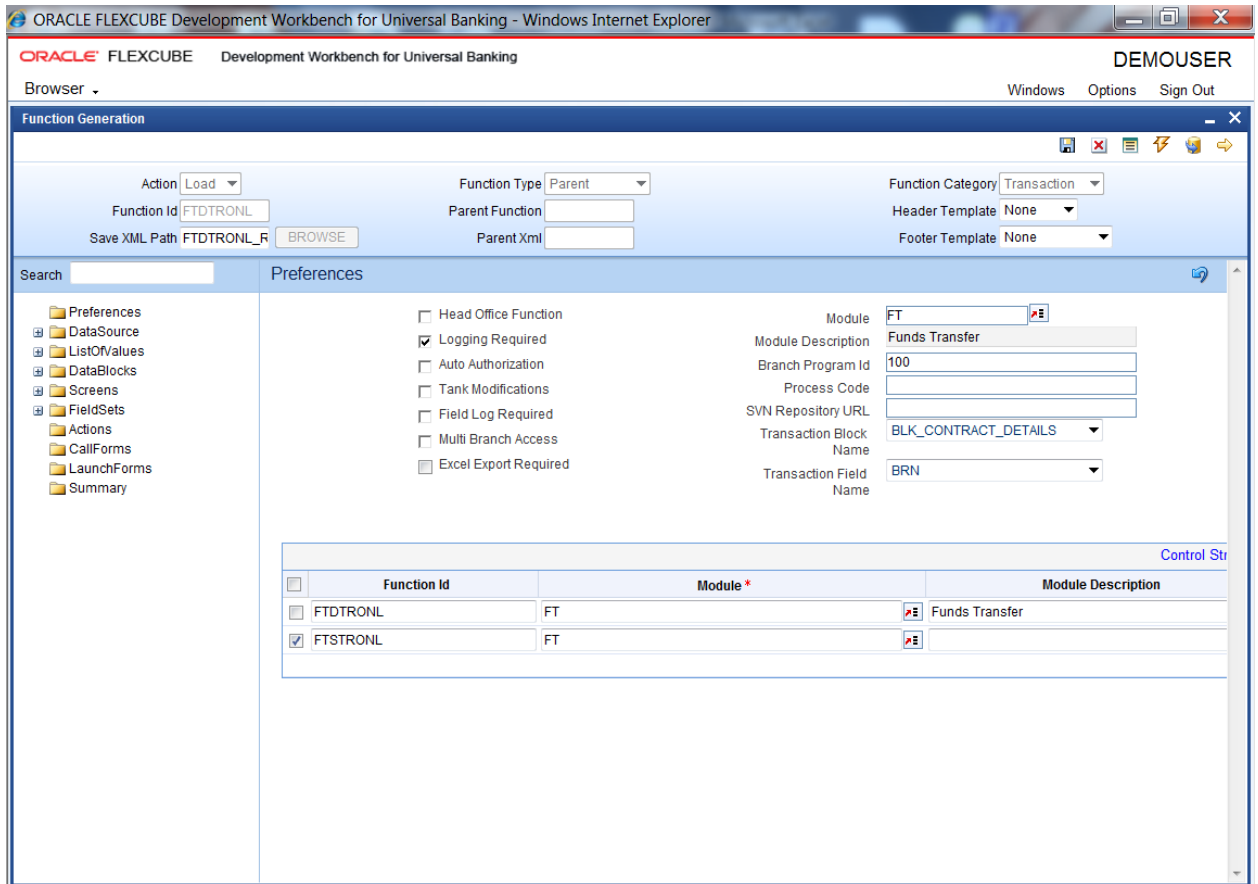 ORACLE FLEXCUBE Development Workbench for Universal Banking - Windows Internet Explorer
ORACLE FLEXCUBE Development Workbench for Universal Banking DEMOUSER
Browser Windows Options Sign Out
Function Generation
Action Load Function Type Parent Function Category Transaction
Function Id FTDTRONL Parent Function Header Template None
Save XML Path FTDTRONL_R BROWSE Parent Xml Footer Template None
Search Preferences
Preferences
DataSource
ListOfValues
DataBlocks
Screens
FieldSets
Actions
CallForms
LaunchForms
Summary
Head Office Function
Logging Required
Auto Authorization
Tank Modifications
Field Log Required
Multi Branch Access
Excel Export Required
Module FT
Module Description Funds Transfer
Branch Program Id 100
Process Code
SVN Repository URL
Transaction Block Name BLK_CONTRACT_DETAILS
Transaction Field Name BRN
Control Str
Function Id Module * Module Description
FTDTRONL FT Funds Transfer
FTSTRONL FT